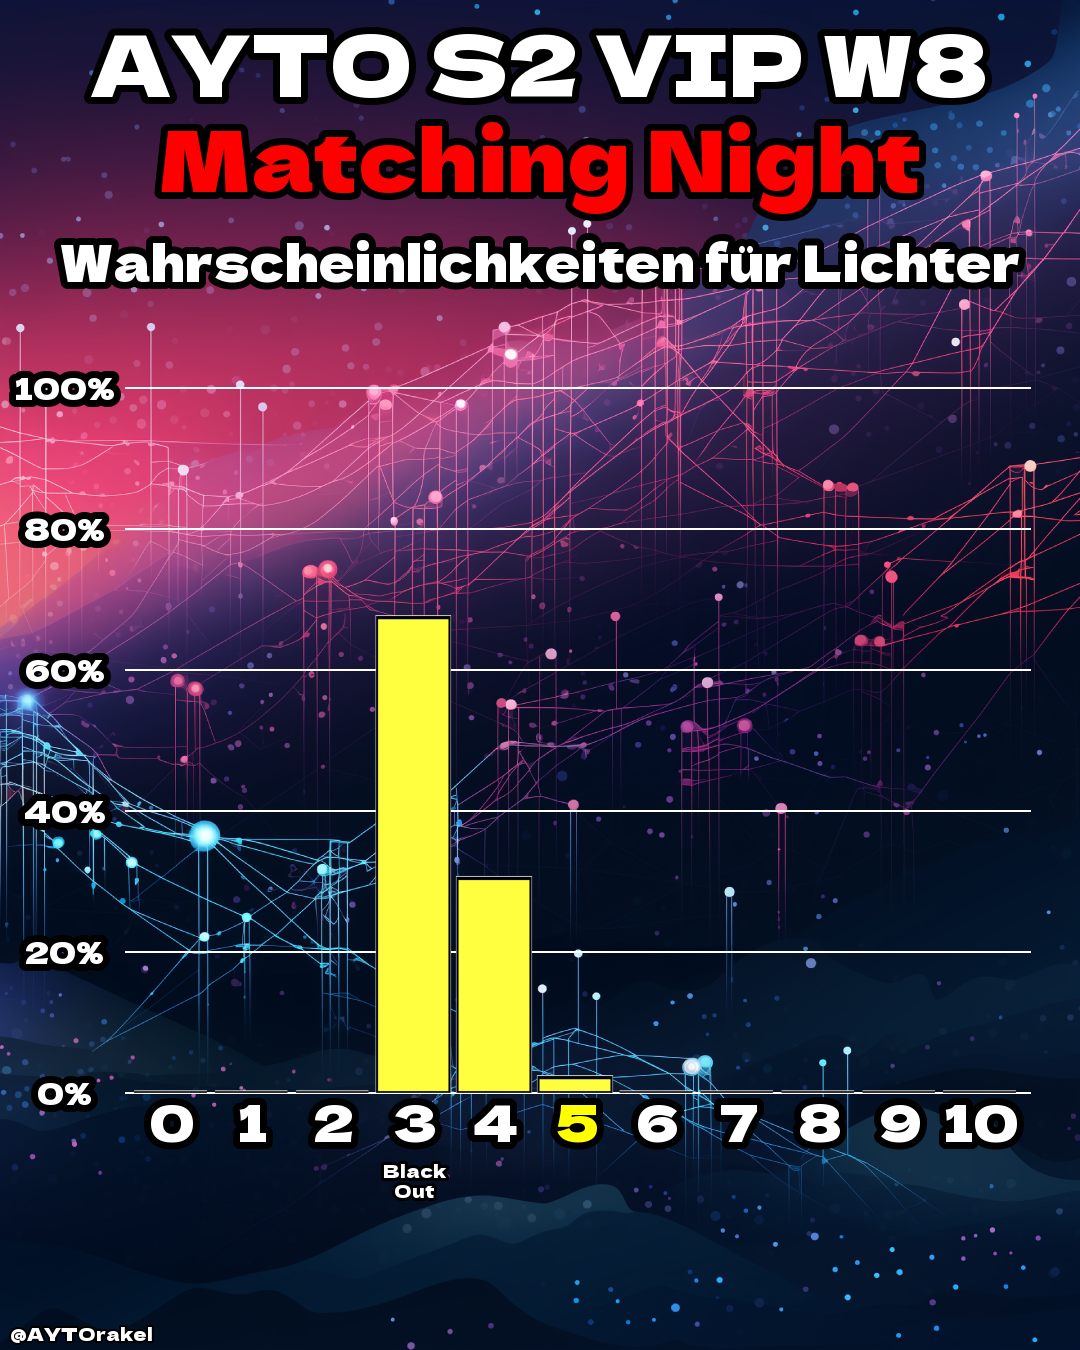 AYTO S2 VIP W8
Matching Night
Wahrscheinlichkeiten für Lichter
100%
80%
60%
40%
20%
0%
0 1 2 3 4 5 6 7 8 9 10
Black
Out
@AYTOrakel